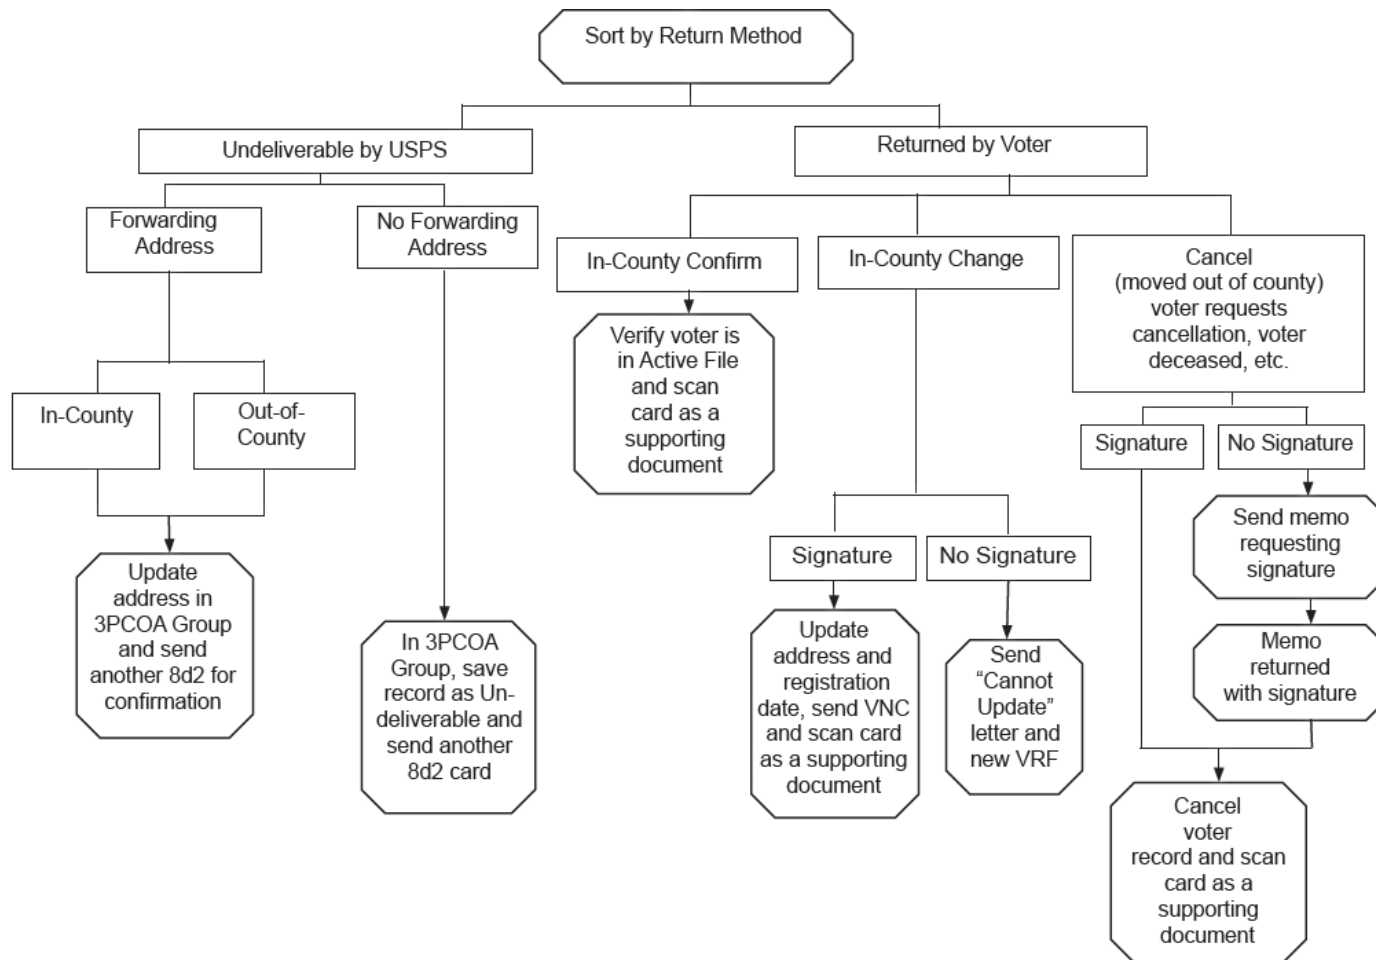 Sort by Return Method
Undeliverable by USPS
Returned by Voter
Forwarding
Address
No Forwarding
Address
In-County Confirm
In-County Change
Cancel
(moved out of county)
voter requests
cancellation, voter
deceased, etc.
Verify voter is
in Active File
and scan
card as a
supporting
document
In-County
Out-of-
County
Signature
No Signature
Send memo
requesting
signature
Signature
No Signature
Update
address in
3PCOA Group
and send
another 8d2 for
confirmation
In 3PCOA
Group, save
record as Un-
deliverable and
send another
8d2 card
Update
address and
registration
date, send VNC
and scan card
as a supporting
document
Send
“Cannot
Update”
letter and
new VRF
Memo
returned
with signature
Cancel
voter
record and scan
card as a
supporting
document